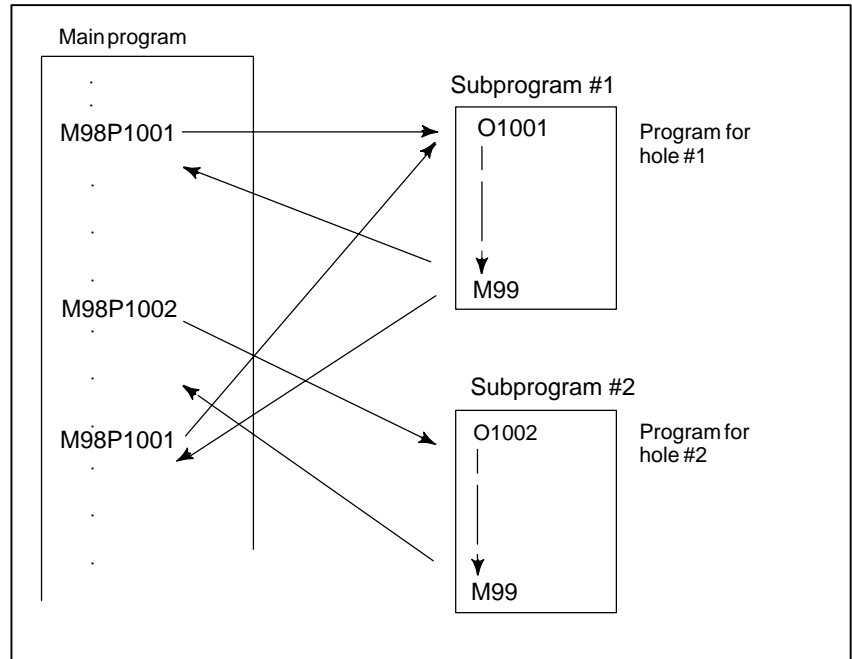 Main program
M98P1001
M98P1002
M98P1001
Subprogram #1
O1001
M99
Program for
hole #1
Subprogram #2
O1002
M99
Program for
hole #2